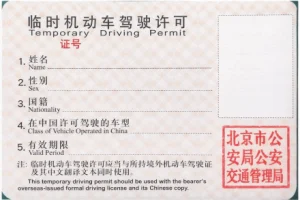 临时机动车驾驶许可
Temporary Driving Permit
证号
1. 姓名
Name
2. 性别
Sex
3. 国籍
Nationality
4. 在中国许可驾驶的车型
Class of Vehicle Operated in China
5. 有效期限
Valid Period
北京市公
安局公安
交通管理局
注: 临时机动车驾驶许可应当与所持境外机动车驾驶证
及其中文翻译文本同时使用。
This temporary driving permit should be used with the bearer's
overseas-issued formal driving license and its Chinese copy.